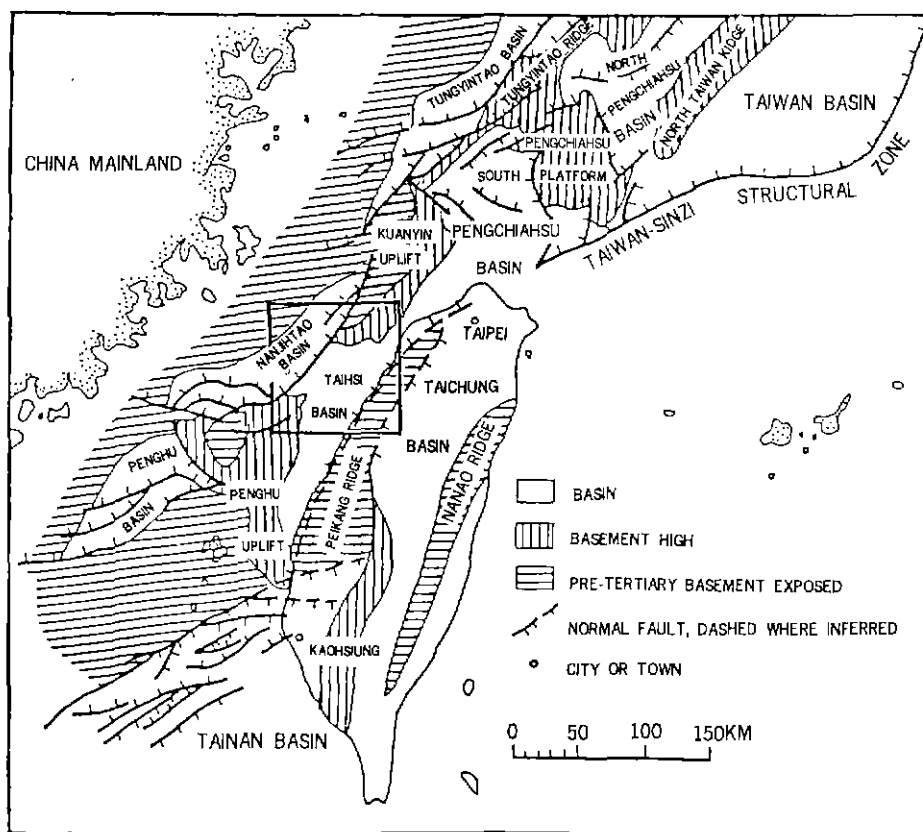 TUNGYINTAO BASIN
TUNGYINTAO RIDGE
NORTH
PENGCHIAHSU
BASIN
NORTH TAIWAN KIDGE
TAIWAN BASIN
CHINA MAINLAND
PENGCHIAHSU
PLATFORM
SOUTH
PENGCHIAHSU
BASIN
TAIWAN-SINZI
STRUCTURAL
ZONE
KUANYIN
UPLIFT
NANJIHTAO
BASIN
TAIHSI
BASIN
TAIPEI
TAICHUNG
BASIN
PENGHU
BASIN
PENGHU
UPLIFT
PEIKANG RIDGE
NANAO RIDGE
KAOHSIUNG
TAINAN BASIN
BASIN
BASEMENT HIGH
PRE-TERTIARY BASEMENT EXPOSED
NORMAL FAULT, DASHED WHERE INFERRED
CITY OR TOWN
0 50 100 150KM